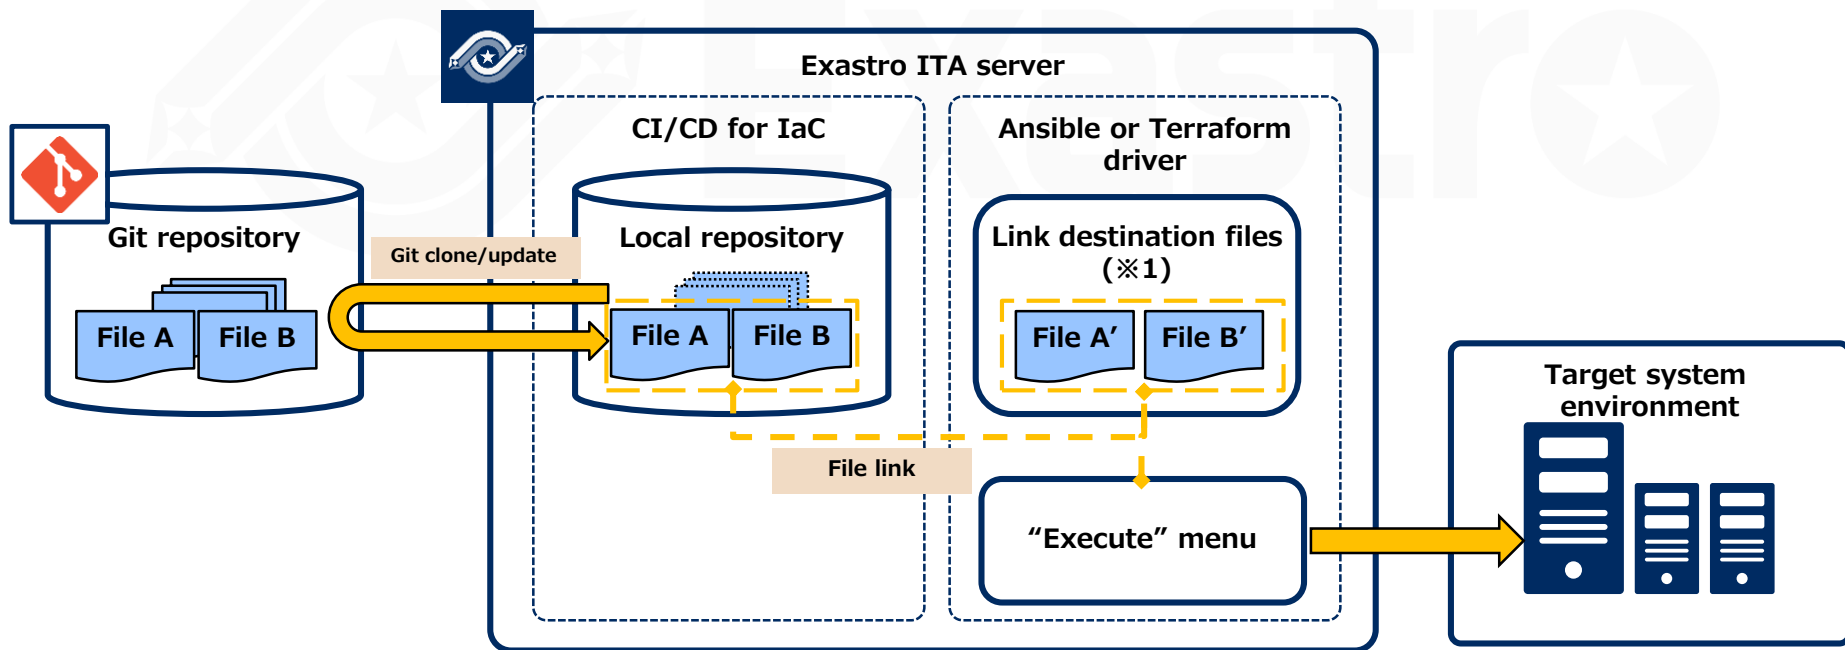 Exastro
Exastro ITA server
CI/CD for IaC
Ansible or Terraform
driver
Git repository
Git clone/update
Local repository
Link destination files
(※1)
File A
File B
File A
File B
File A’
File B’
File link
“Execute” menu
Target system
environment